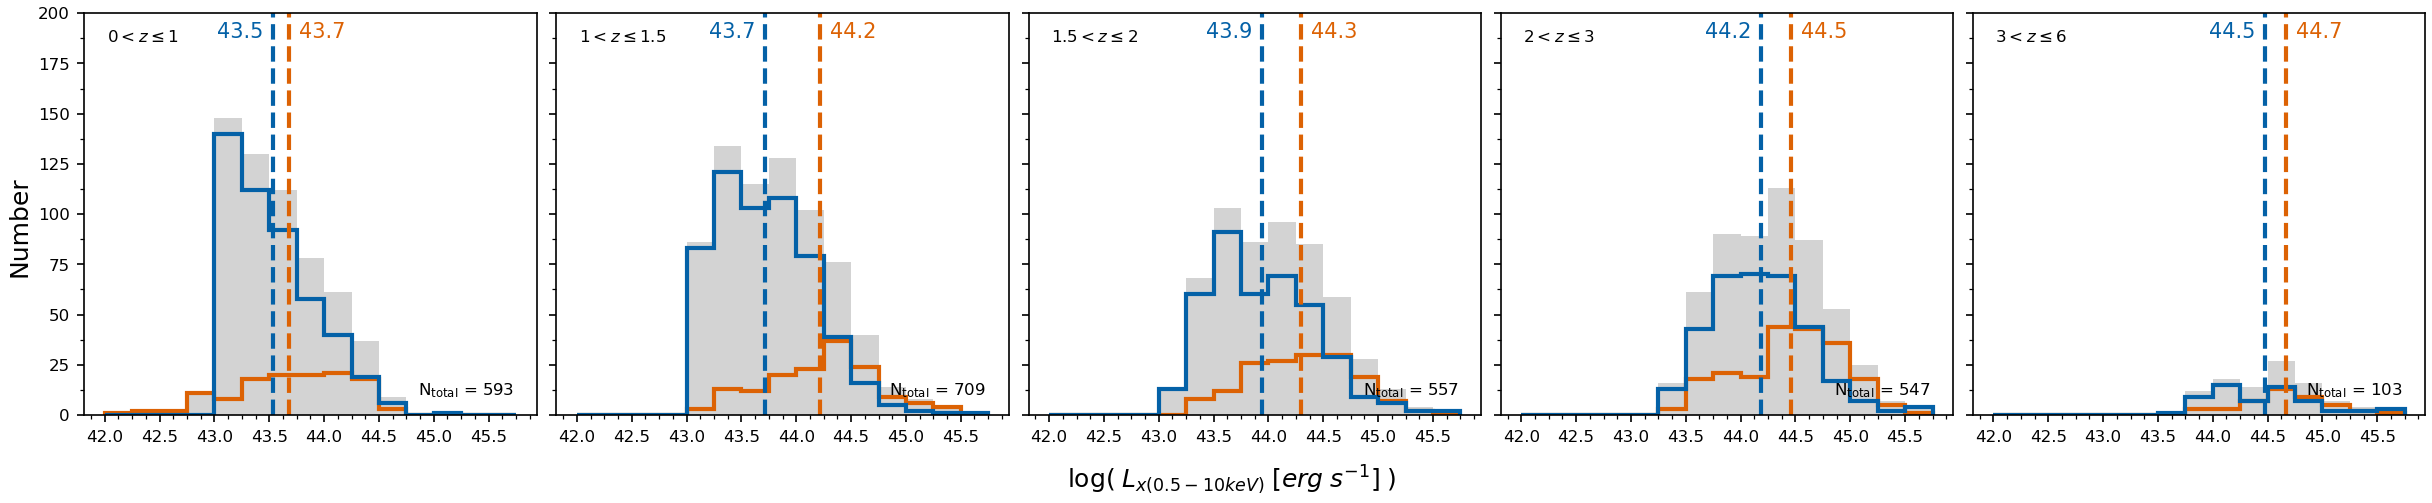 Number
200
175
150
125
100
75
50
25
0
0 < z ≤ 1
43.5
43.7
N_total = 593
42.0 42.5 43.0 43.5 44.0 44.5 45.0 45.5
1 < z ≤ 1.5
43.7
44.2
N_total = 709
42.0 42.5 43.0 43.5 44.0 44.5 45.0 45.5
1.5 < z ≤ 2
43.9
44.3
N_total = 557
42.0 42.5 43.0 43.5 44.0 44.5 45.0 45.5
2 < z ≤ 3
44.2
44.5
N_total = 547
42.0 42.5 43.0 43.5 44.0 44.5 45.0 45.5
3 < z ≤ 6
44.5
44.7
N_total = 103
42.0 42.5 43.0 43.5 44.0 44.5 45.0 45.5
log( L_x(0.5−10keV) [erg s^−1] )